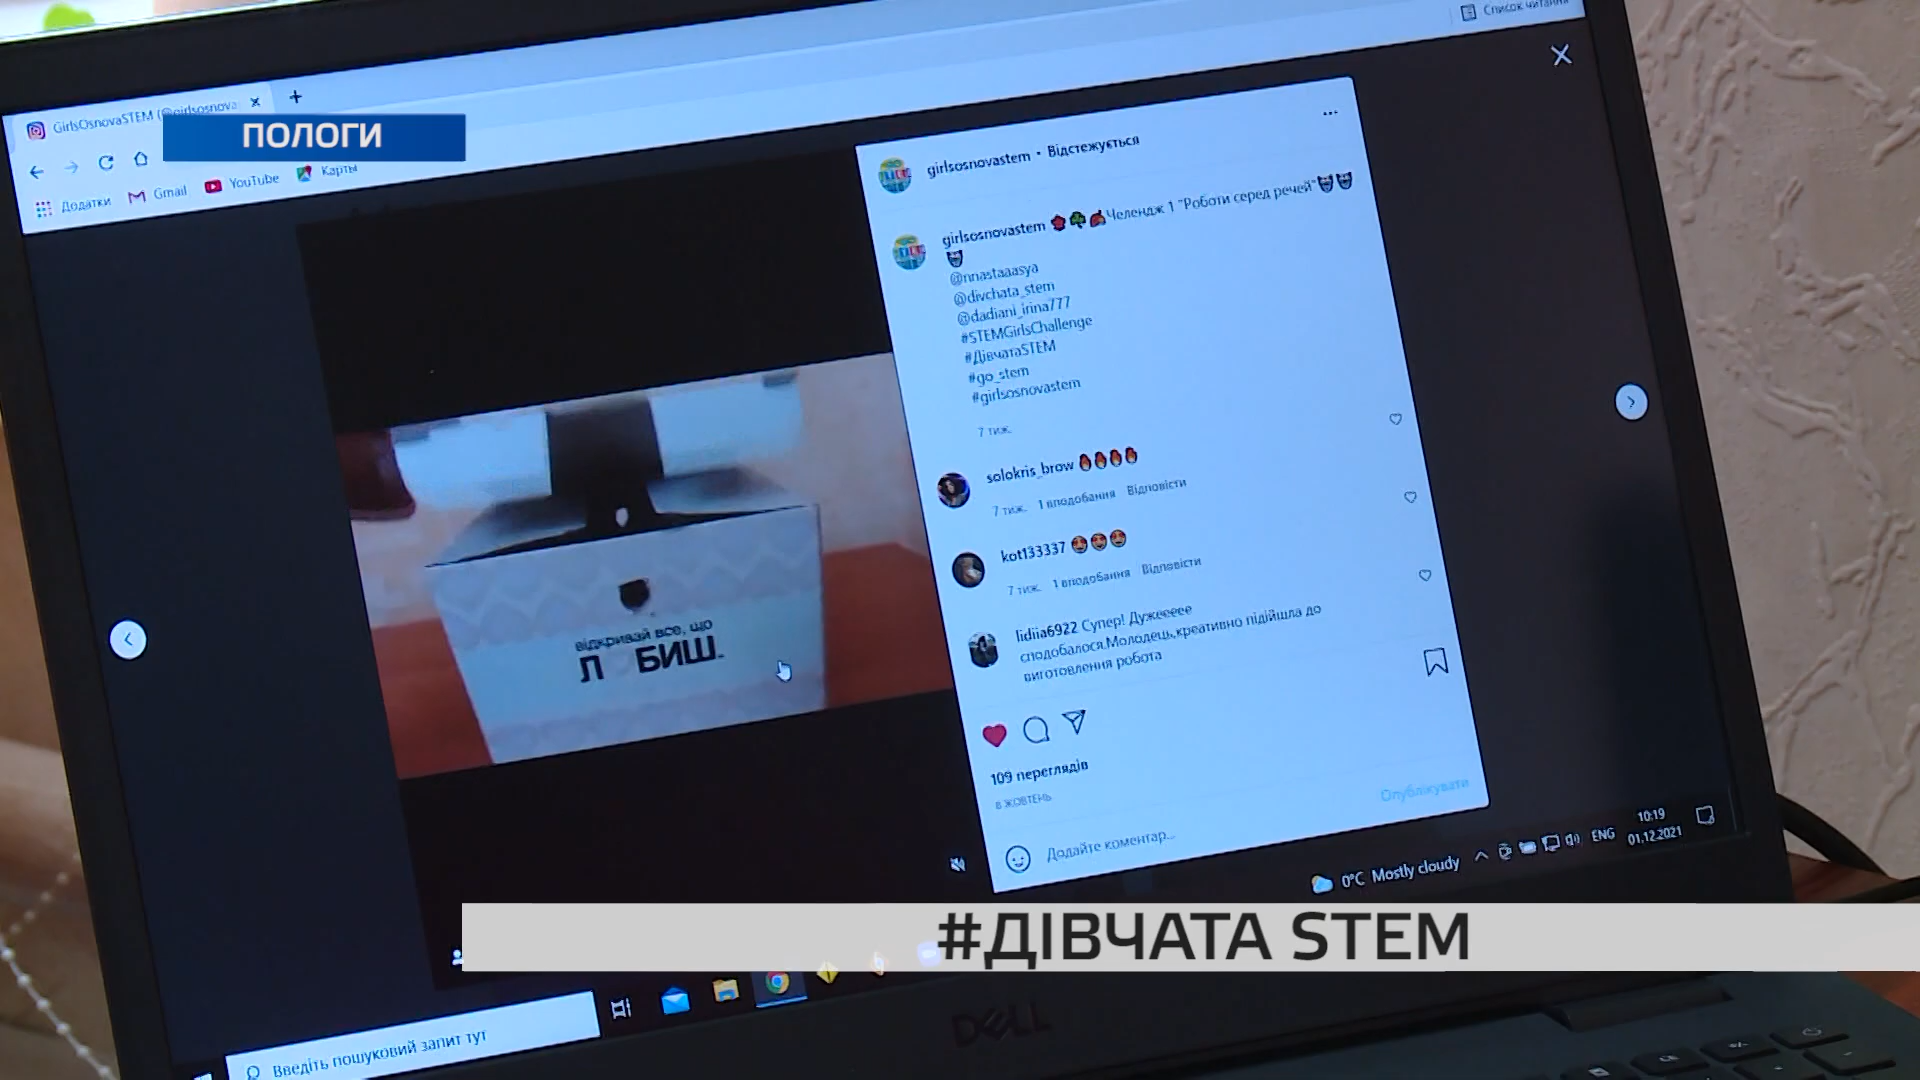 Список читання
GirlsOsnovaSTEM (@girlsosnova
ПОЛОГИ
Додатки
Gmail
YouTube
Карты
girlsosnovastem • Відстежується
girlsosnovastem Челендж 1 "Роботи серед речей"
@nnastaaasya
@divchata_stem
@dadiani_irina777
#STEMGirlsChallenge
#ДівчатаSTEM
#go_stem
#girlsosnovastem
7 тиж.
solokris_brow
7 тиж. 1 вподобання Відповісти
kot133337
7 тиж. 1 вподобання Відповісти
lidiia6922 Супер! Дужеееее
сподобалося.Молодець,креативно підійшла до
виготовлення робота
109 переглядів
8 ЖОВТЕНЬ
Додайте коментар...
Опублікувати
відкривай все, що
Л БИШ.
0°C Mostly cloudy
ENG
10:19
01.12.2021
#ДІВЧАТА STEM
Введіть пошуковий запит тут
DELL